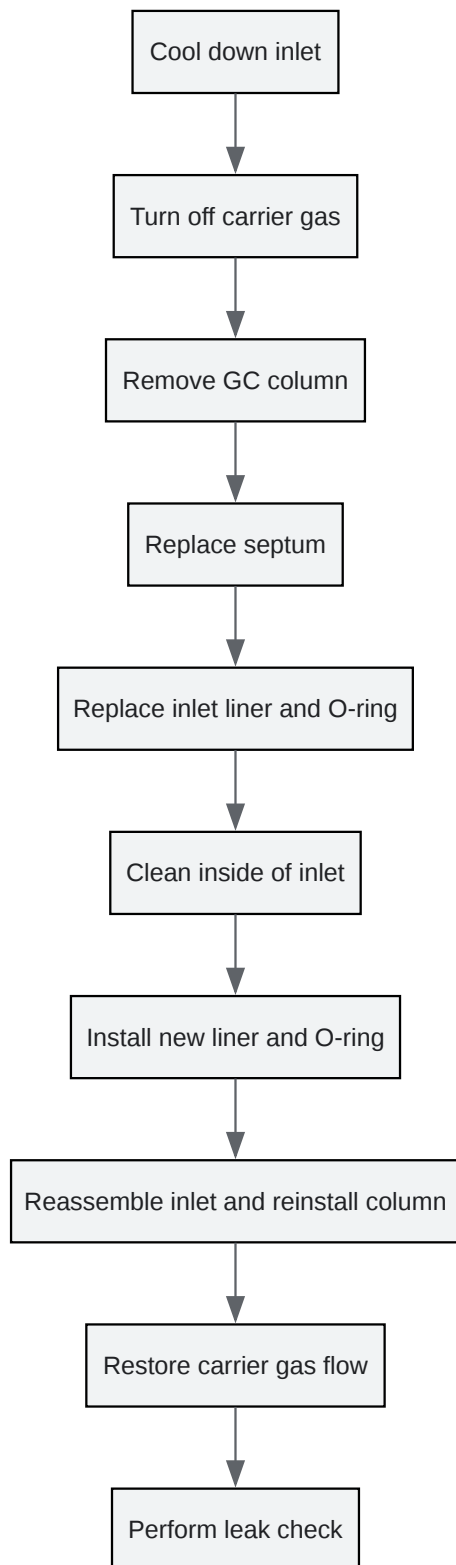 Cool down inlet
Turn off carrier gas
Remove GC column
Replace septum
Replace inlet liner and O-ring
Clean inside of inlet
Install new liner and O-ring
Reassemble inlet and reinstall column
Restore carrier gas flow
Perform leak check